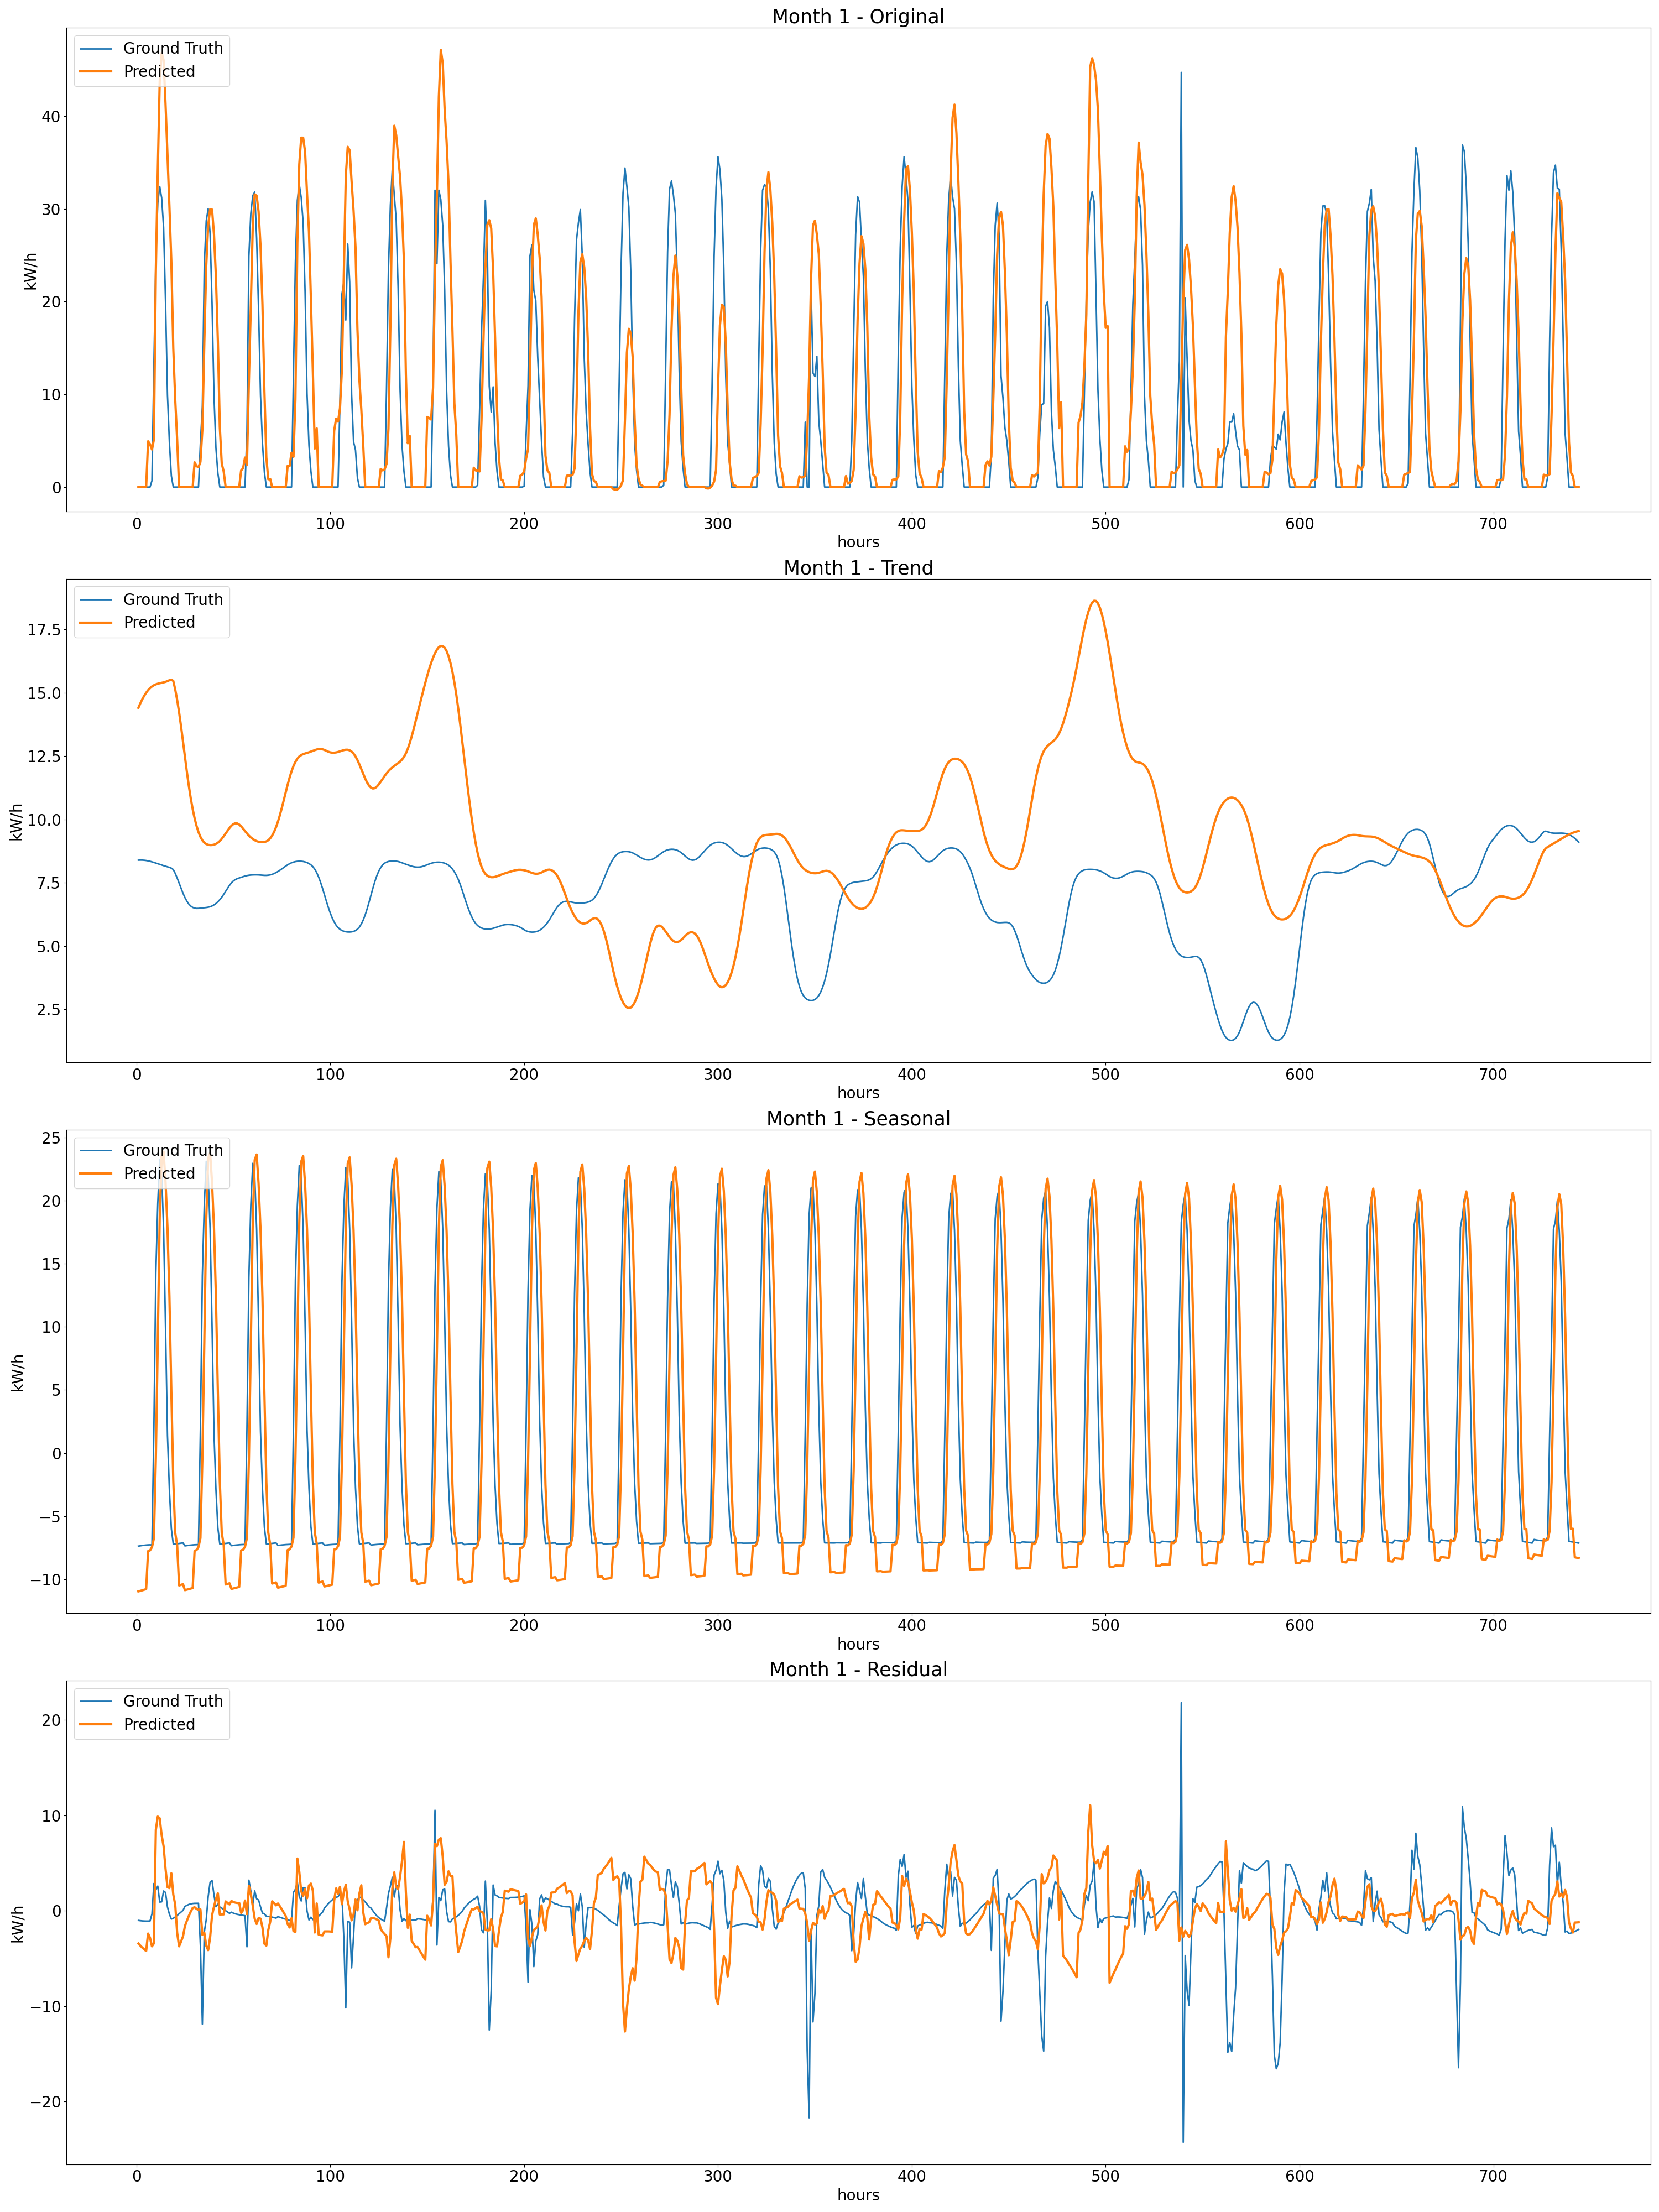 Month 1 - Original
Ground Truth
Predicted
kW/h
40
30
20
10
0
0 100 200 300 400 500 600 700
hours
Month 1 - Trend
Ground Truth
Predicted
kW/h
17.5
15.0
12.5
10.0
7.5
5.0
2.5
0 100 200 300 400 500 600 700
hours
Month 1 - Seasonal
Ground Truth
Predicted
kW/h
25
20
15
10
5
0
−5
−10
0 100 200 300 400 500 600 700
hours
Month 1 - Residual
Ground Truth
Predicted
kW/h
20
10
0
−10
−20
0 100 200 300 400 500 600 700
hours